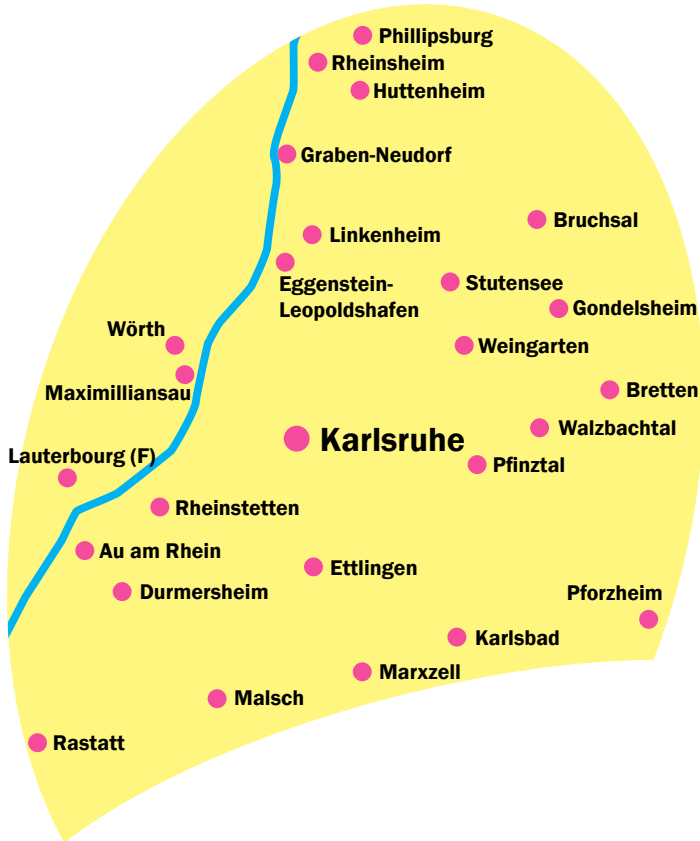 Phillipsburg
Rheinsheim
Huttenheim
Graben-Neudorf
Bruchsal
Linkenheim
Eggenstein-
Leopoldshafen
Stutensee
Gondelsheim
Wörth
Weingarten
Maximilliansau
Bretten
Walzbachtal
Karlsruhe
Lauterbourg (F)
Pfinztal
Rheinstetten
Au am Rhein
Ettlingen
Durmersheim
Pforzheim
Karlsbad
Marxzell
Malsch
Rastatt